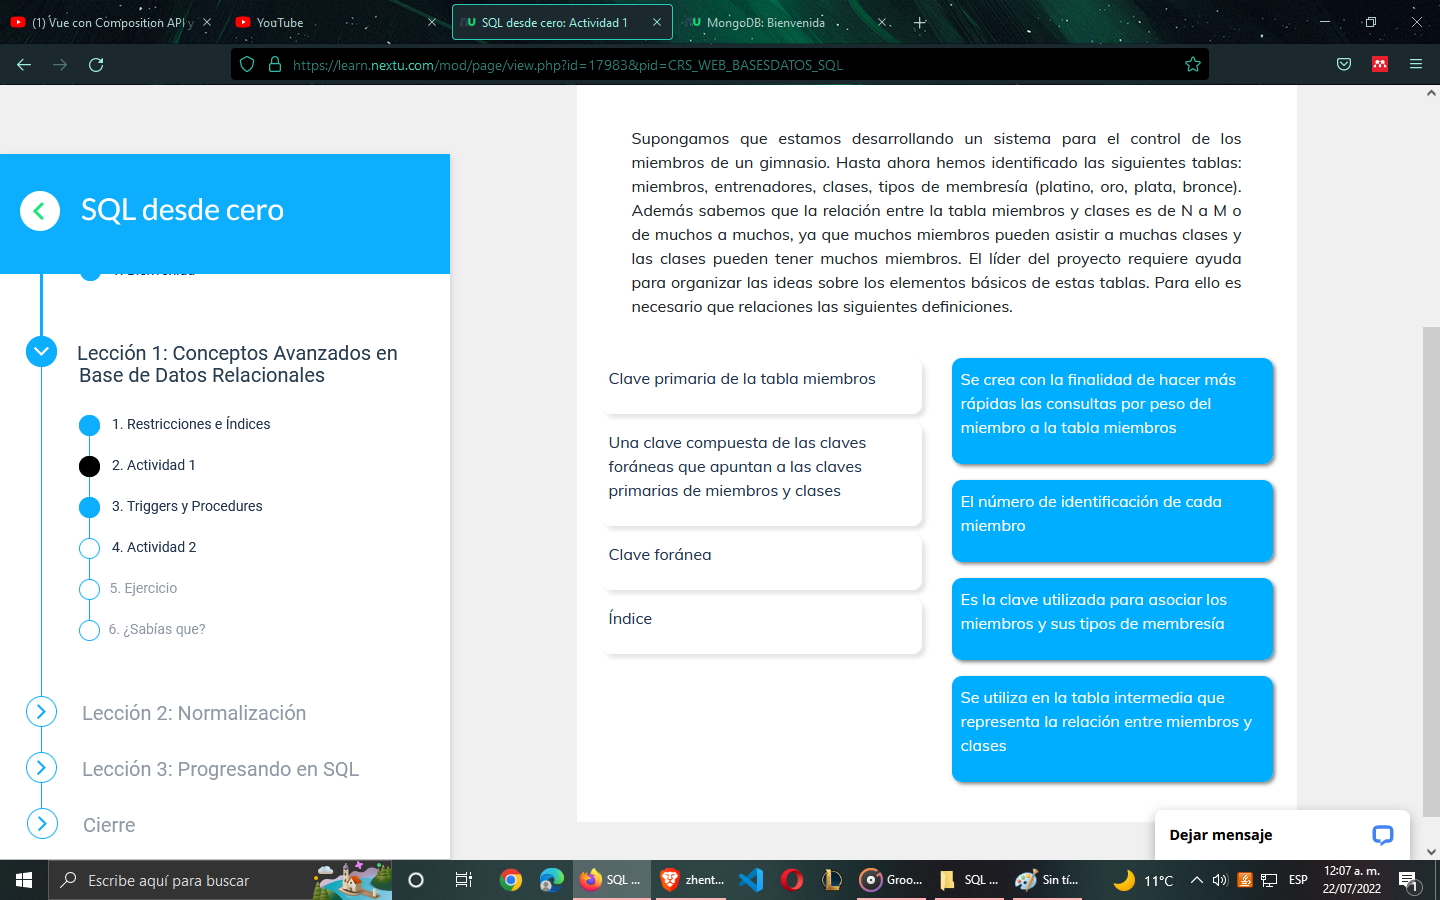 (1) Vue con Composition API y
YouTube
SQL desde cero: Actividad 1
MongoDB: Bienvenida
https://learn.nextu.com/mod/page/view.php?id=17983&pid=CRS_WEB_BASESDATOS_SQL
SQL desde cero
1. Bienvenida
Lección 1: Conceptos Avanzados en
Base de Datos Relacionales
1. Restricciones e Índices
2. Actividad 1
3. Triggers y Procedures
4. Actividad 2
5. Ejercicio
6. ¿Sabías que?
Lección 2: Normalización
Lección 3: Progresando en SQL
Cierre
Supongamos que estamos desarrollando un sistema para el control de los
miembros de un gimnasio. Hasta ahora hemos identificado las siguientes tablas:
miembros, entrenadores, clases, tipos de membresía (platino, oro, plata, bronce).
Además sabemos que la relación entre la tabla miembros y clases es de N a M o
de muchos a muchos, ya que muchos miembros pueden asistir a muchas clases y
las clases pueden tener muchos miembros. El líder del proyecto requiere ayuda
para organizar las ideas sobre los elementos básicos de estas tablas. Para ello es
necesario que relaciones las siguientes definiciones.
Clave primaria de la tabla miembros
Una clave compuesta de las claves
foráneas que apuntan a las claves
primarias de miembros y clases
Clave foránea
Índice
Se crea con la finalidad de hacer más
rápidas las consultas por peso del
miembro a la tabla miembros
El número de identificación de cada
miembro
Es la clave utilizada para asociar los
miembros y sus tipos de membresía
Se utiliza en la tabla intermedia que
representa la relación entre miembros y
clases
Dejar mensaje
Escribe aquí para buscar
SQL ...
zhent...
Groo...
SQL ...
Sin tí...
11°C
ESP
12:07 a. m.
22/07/2022
1